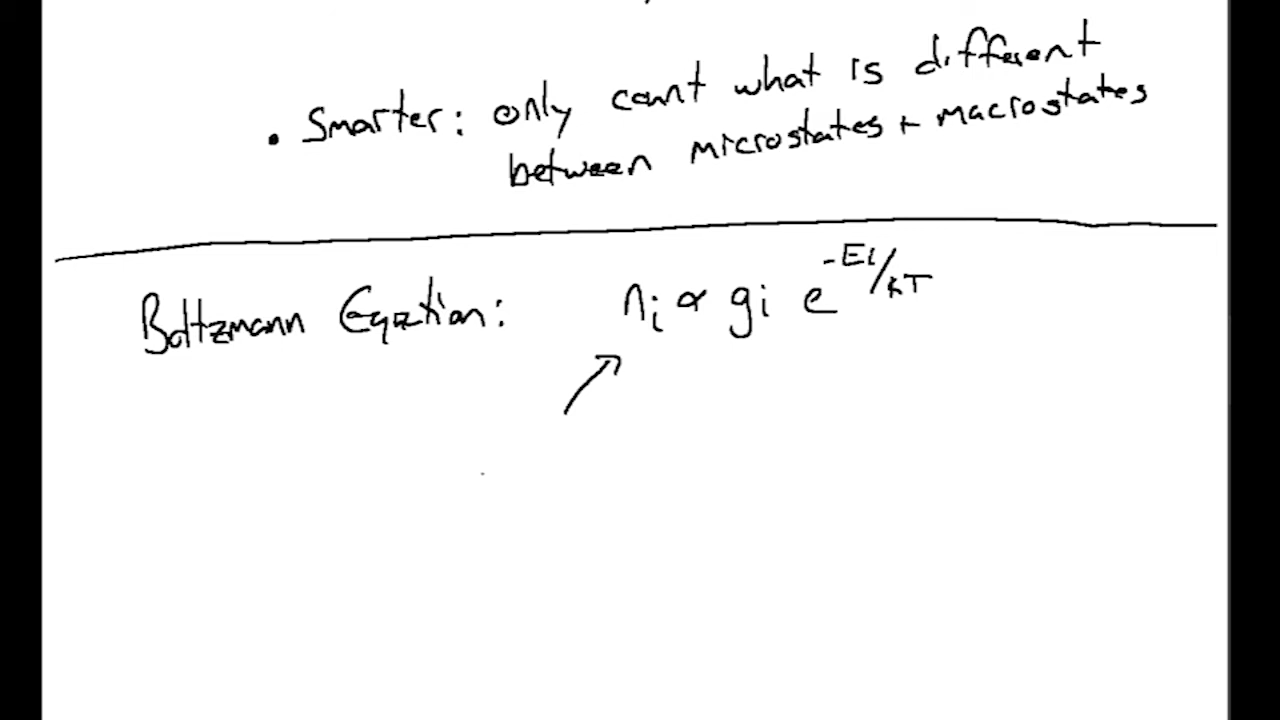 • Smarter: only count what is different
between microstates + macrostates
Boltzmann Equation: nᵢ ∝ gᵢ e^(-Ei/kT)